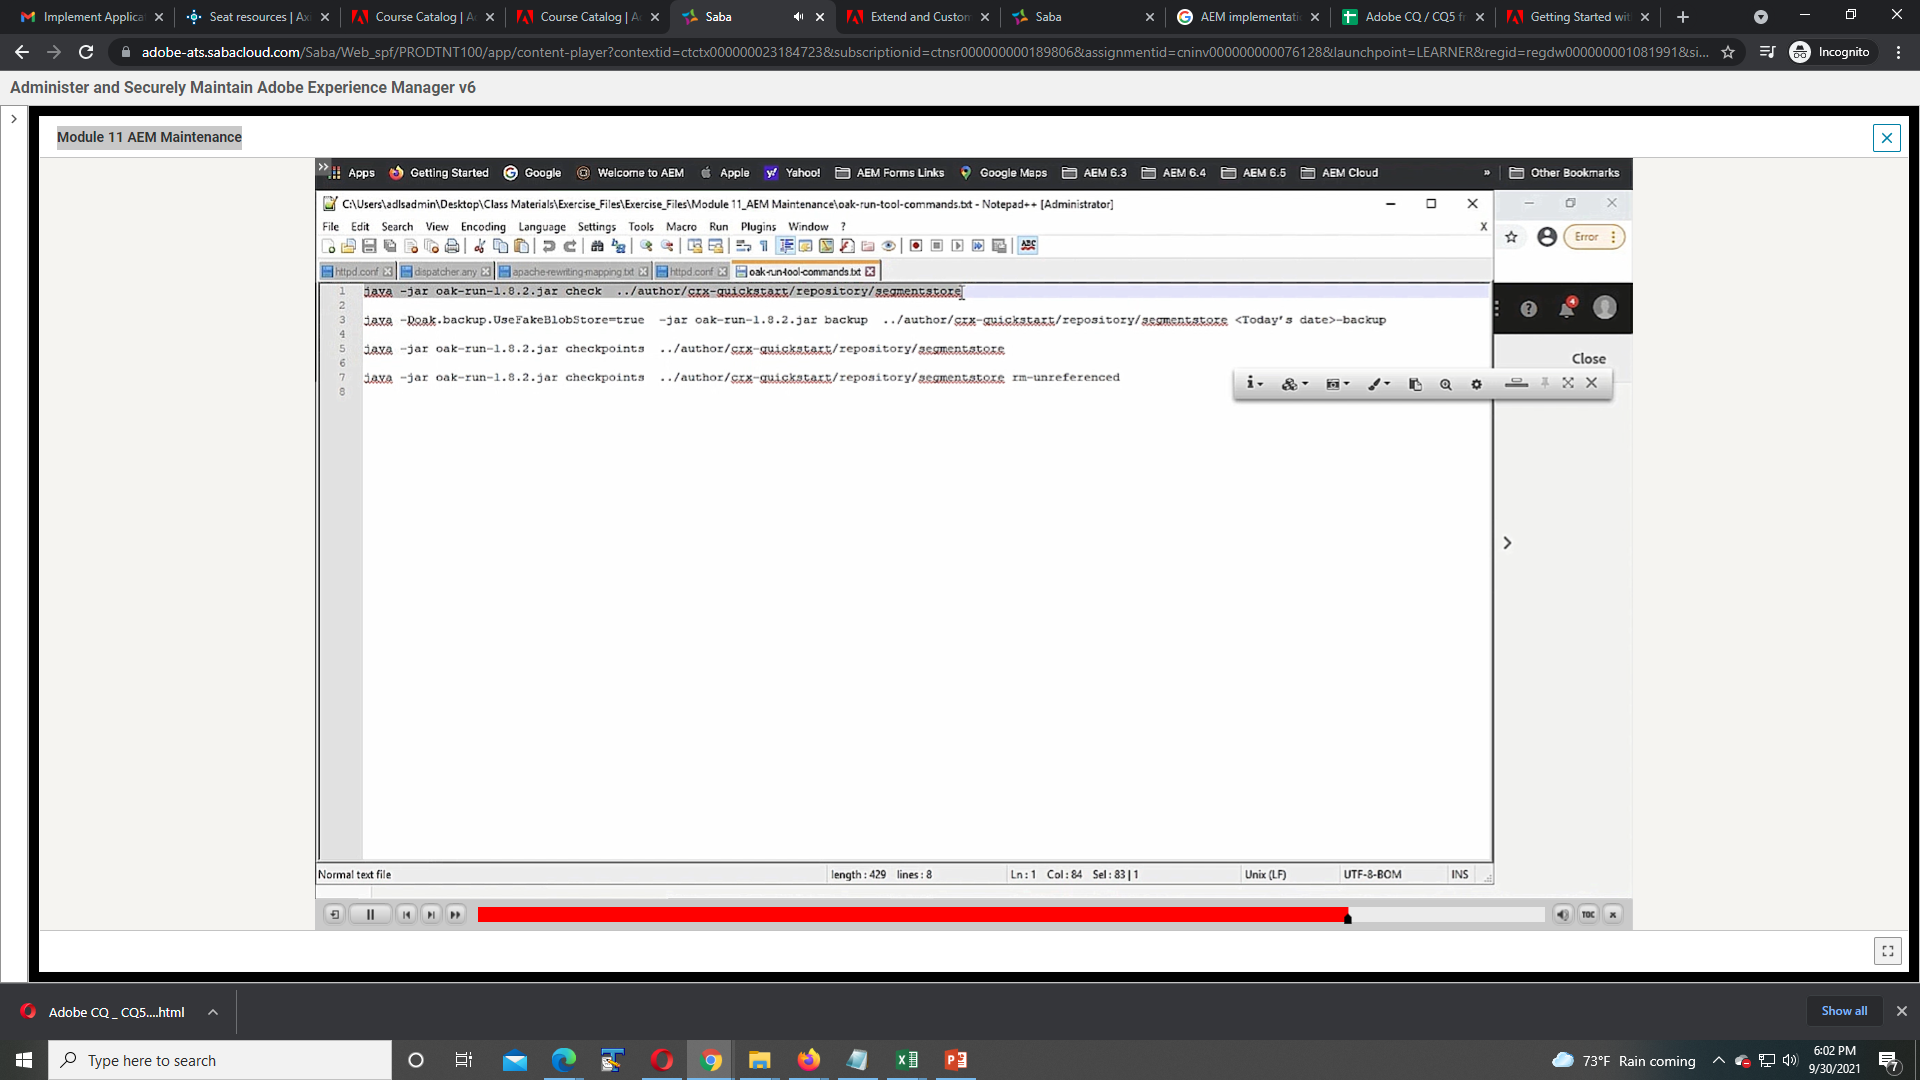 Implement Applica
Seat resources | Ax
Course Catalog | A
Course Catalog | A
Saba
Extend and Custom
Saba
AEM implementati
Adobe CQ / CQ5 f
Getting Started wit
adobe-ats.sabacloud.com/Saba/Web_spf/PRODTNT100/app/content-player?contextid=ctctx000000023184723&subscriptionid=ctnsr0000000000189806&assignmentid=cninv000000000076128&launchpoint=LEARNER&regid=regdw000000001081991&si...
Incognito
Administer and Securely Maintain Adobe Experience Manager v6
Module 11 AEM Maintenance
Apps Getting Started Google Welcome to AEM Apple Yahoo! AEM Forms Links Google Maps AEM 6.3 AEM 6.4 AEM 6.5 AEM Cloud » Other Bookmarks
C:\Users\adlsadmin\Desktop\Class Materials\Exercise_Files\Exercise_Files\Module 11_AEM Maintenance\oak-run-tool-commands.txt - Notepad++ [Administrator]
File Edit Search View Encoding Language Settings Tools Macro Run Plugins Window ? X
Error
httpd.conf dispatcher.any apache-rewriting-mapping.txt httpd.conf oak-run-tool-commands.txt
1 java -jar oak-run-1.8.2.jar check ../author/crx-quickstart/repository/segmentstore
2
3 java -Doak.backup.UseFakeBlobStore=true -jar oak-run-1.8.2.jar backup ../author/crx-quickstart/repository/segmentstore <Today's date>-backup
4
5 java -jar oak-run-1.8.2.jar checkpoints ../author/crx-quickstart/repository/segmentstore
6
7 java -jar oak-run-1.8.2.jar checkpoints ../author/crx-quickstart/repository/segmentstore rm-unreferenced
8
4
Close
Normal text file length : 429 lines : 8 Ln : 1 Col : 84 Sel : 83 | 1 Unix (LF) UTF-8-BOM INS
TOC
Adobe CQ _ CQ5....html
Show all
Type here to search
73°F Rain coming
6:02 PM
9/30/2021
7